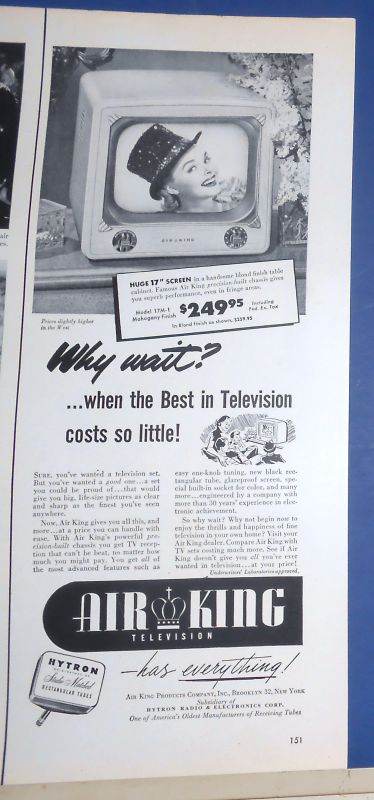 air
es.
AIR KING
Prices slightly higher
in the West
HUGE 17" SCREEN in a handsome blond finish table
cabinet. Famous Air King precision-built chassis gives
you superb performance, even in fringe areas.
Model 17M-1
Mahogany Finish $249.95 Including
Fed. Ex. Tax
In Blond finish as shown, $259.95
Why wait?
...when the Best in Television
costs so little!
SURE, you've wanted a television set.
But you've wanted a good one...a set
you could be proud of...that would
give you big, life-size pictures as clear
and sharp as the finest you've seen
anywhere.
Now, Air King gives you all this, and
more...at a price you can handle with
ease. With Air King's powerful pre-
cision-built chassis you get TV recep-
tion that can't be beat, no matter how
much you might pay. You get all of
the most advanced features such as
easy one-knob tuning, new black rec-
tangular tube, glareproof screen, spe-
cial built-in socket for color, and many
more...engineered by a company with
more than 30 years' experience in elec-
tronic achievement.
So why wait? Why not begin now to
enjoy the thrills and happiness of fine
television in your own home? Visit your
Air King dealer. Compare Air King with
TV sets costing much more. See if Air
King doesn't give you all you've ever
wanted in television...at your price!
Underwriters' Laboratories approved.
AIR KING
TELEVISION
—has everything!
HYTRON
Studio-Matched
RECTANGULAR TUBES
AIR KING PRODUCTS COMPANY, INC., BROOKLYN 32, NEW YORK
Subsidiary of
HYTRON RADIO & ELECTRONICS CORP.
One of America's Oldest Manufacturers of Receiving Tubes
151